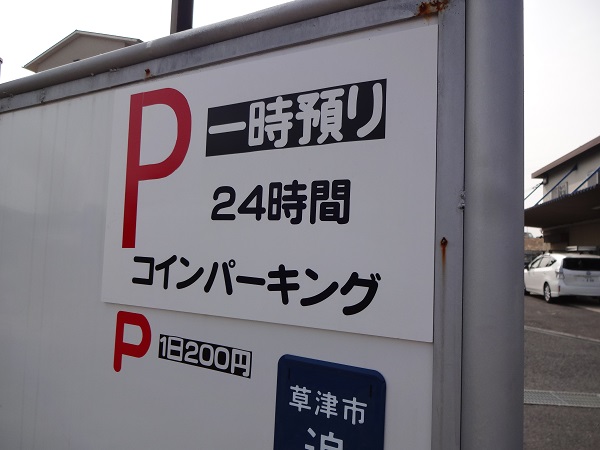 P 一時預り
24時間
コインパーキング
P 1日200円
草津市
追